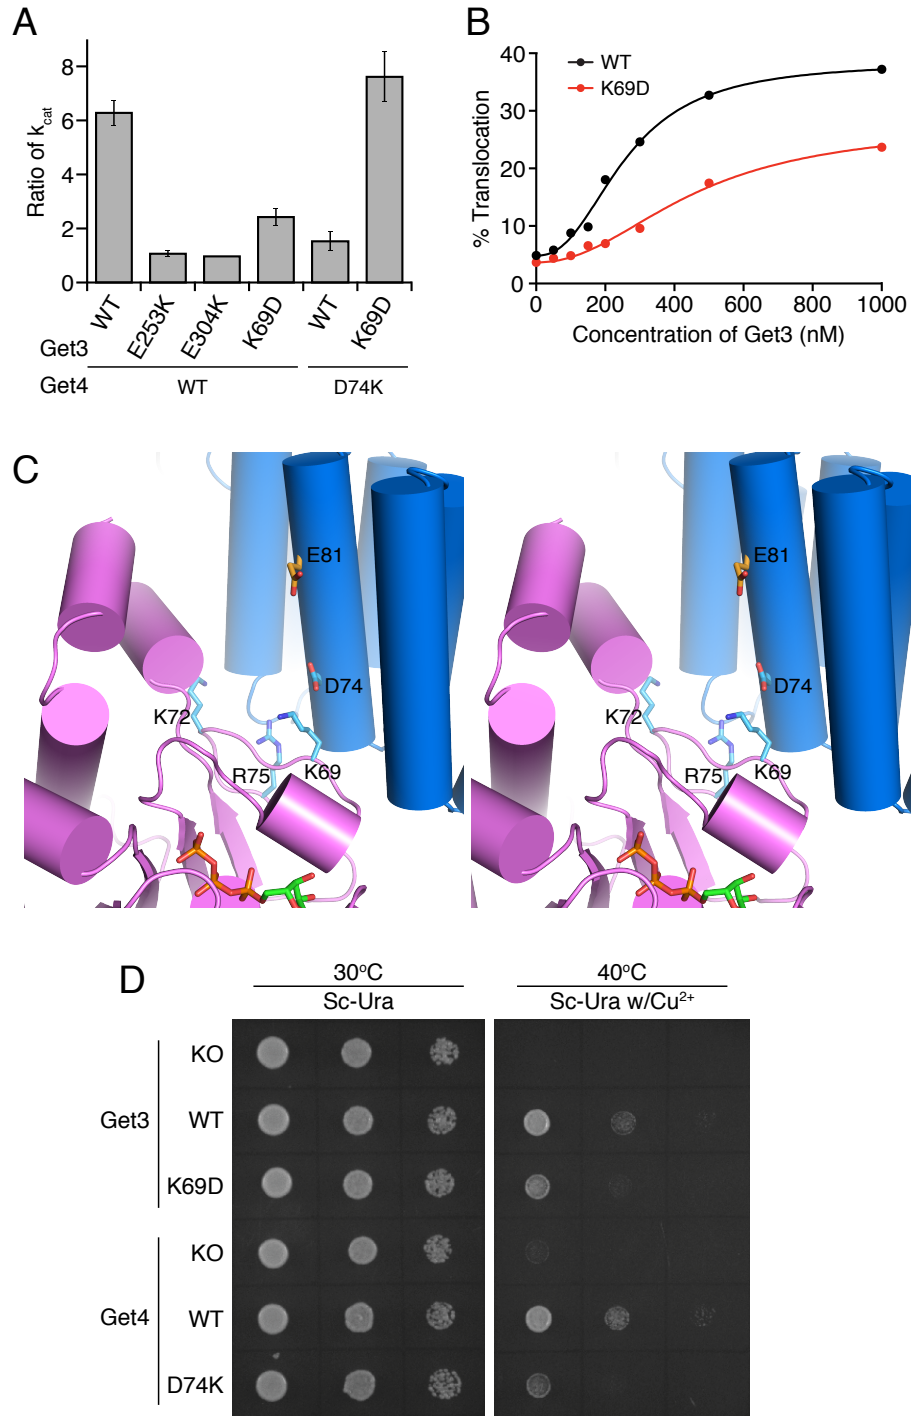 A
Ratio of kcat
8
6
4
2
0
WT
E253K
E304K
K69D
WT
K69D
Get3
Get4
WT
D74K
B
WT
K69D
% Translocation
40
30
20
10
0
0
200
400
600
800
1000
Concentration of Get3 (nM)
C
E81
D74
K72
R75
K69
E81
D74
K72
R75
K69
D
30°C
40°C
Sc-Ura
Sc-Ura w/Cu²⁺
Get3
KO
WT
K69D
Get4
KO
WT
D74K